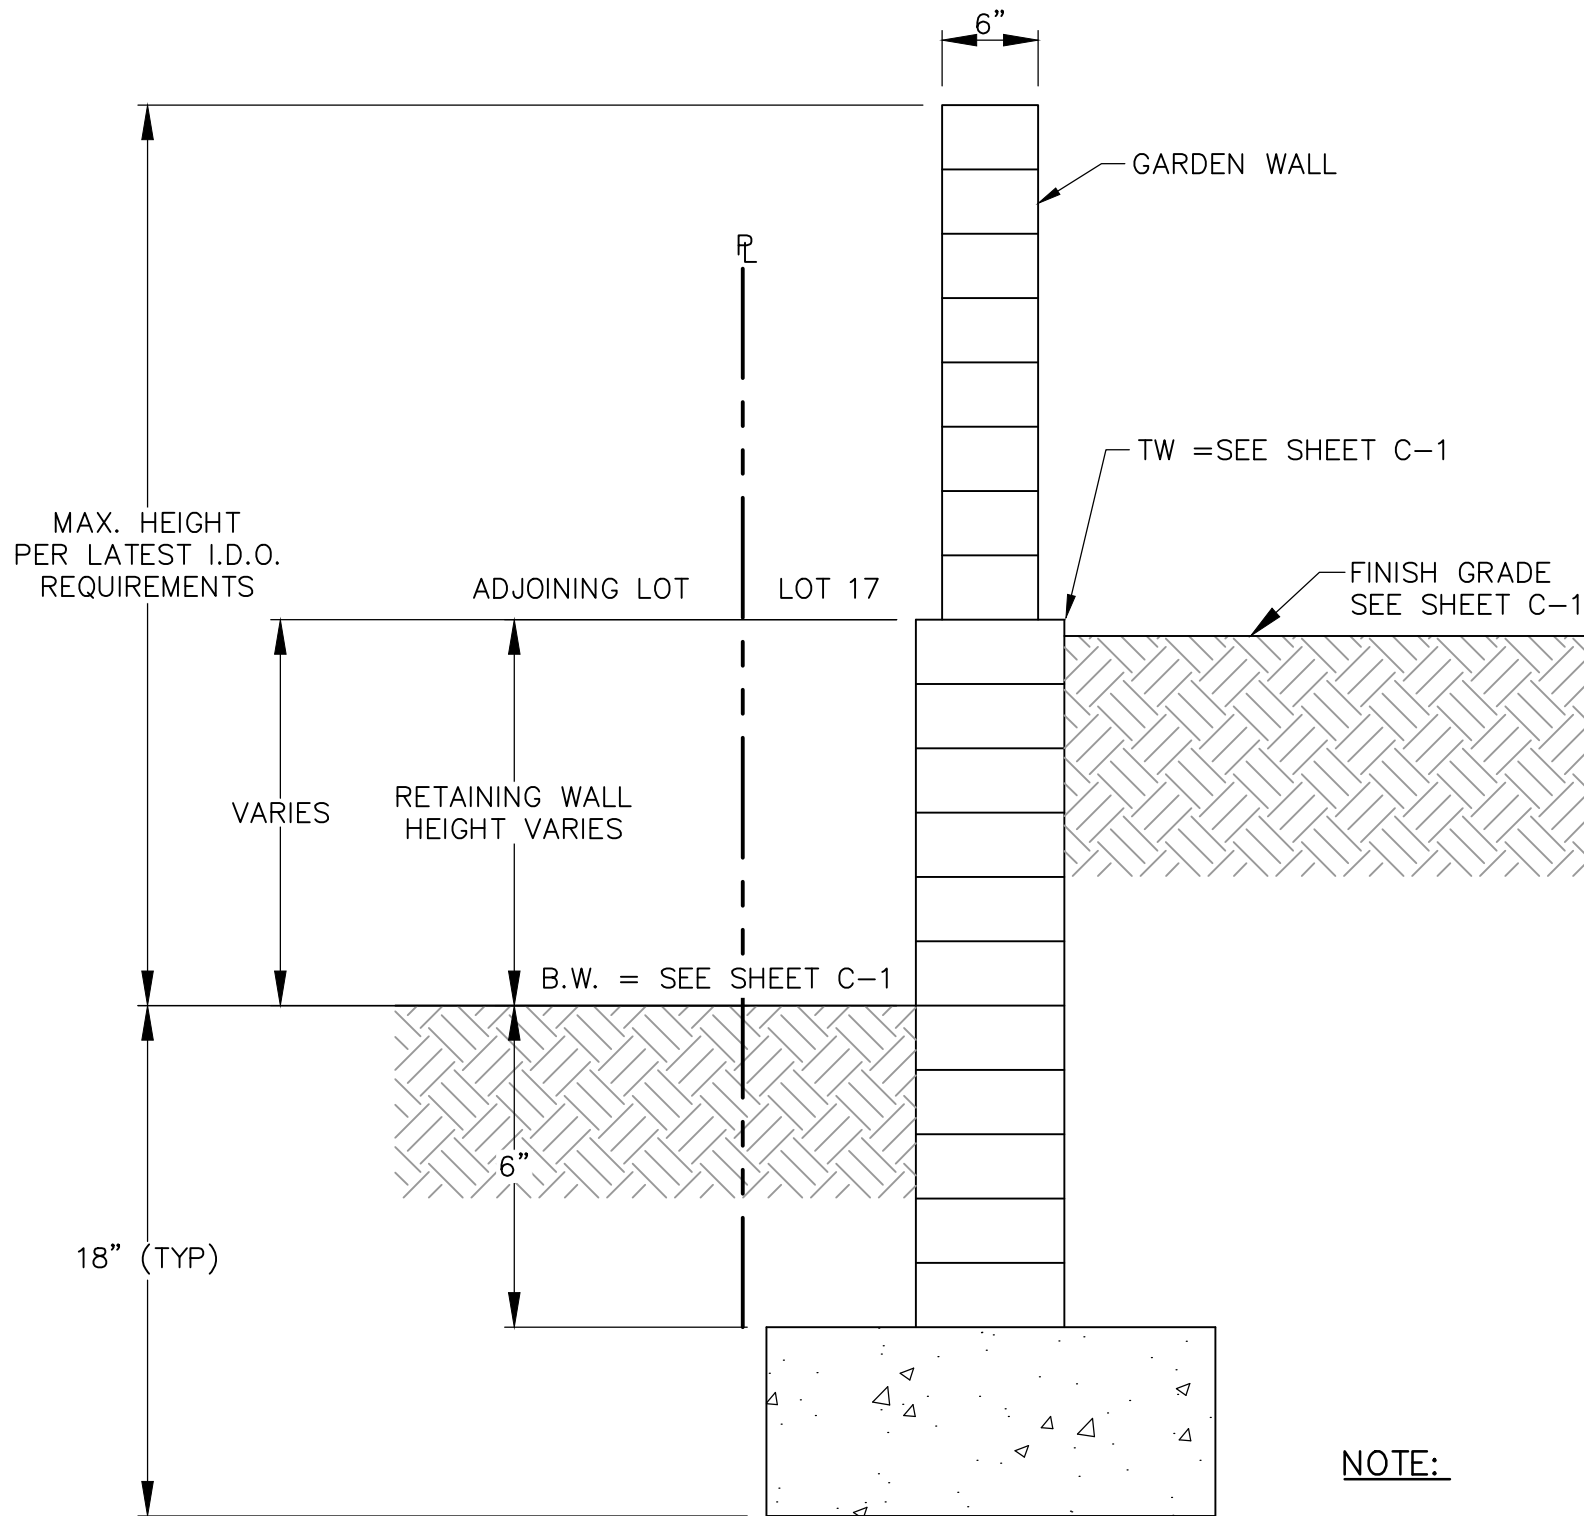 6”
GARDEN WALL
PL
TW =SEE SHEET C-1
MAX. HEIGHT
PER LATEST I.D.O.
REQUIREMENTS
ADJOINING LOT
LOT 17
FINISH GRADE
SEE SHEET C-1
VARIES
RETAINING WALL
HEIGHT VARIES
B.W. = SEE SHEET C-1
6”
18” (TYP)
NOTE: